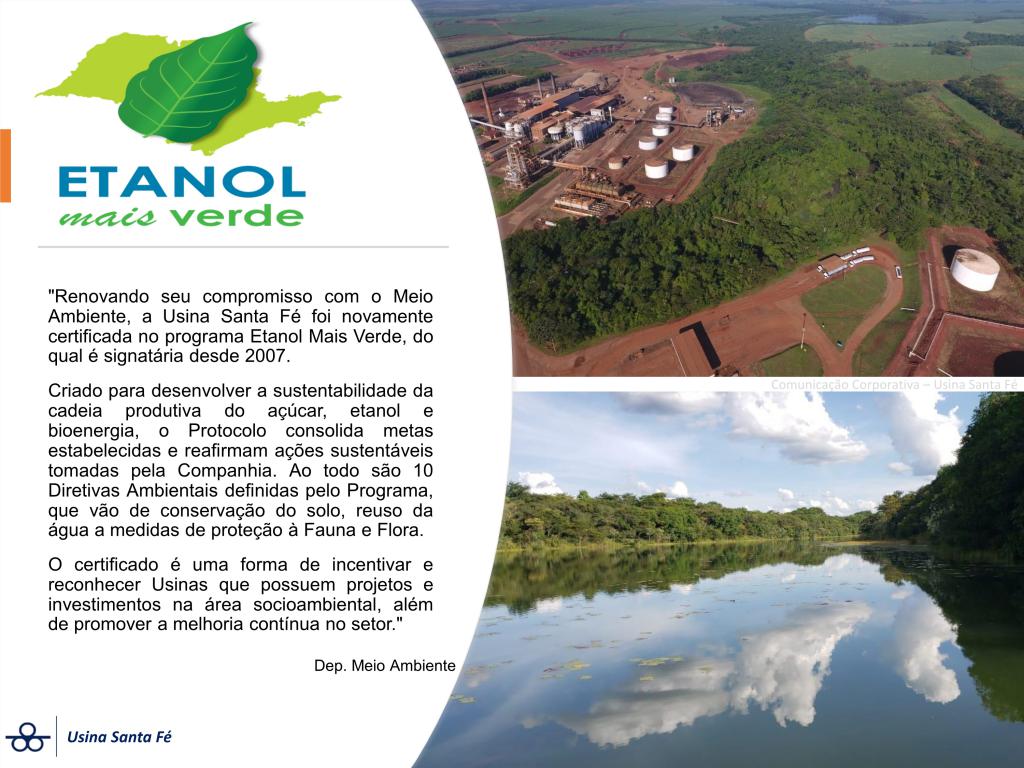 ETANOL
mais verde
"Renovando seu compromisso com o Meio
Ambiente, a Usina Santa Fé foi novamente
certificada no programa Etanol Mais Verde, do
qual é signatária desde 2007.
Criado para desenvolver a sustentabilidade da
cadeia produtiva do açúcar, etanol e
bioenergia, o Protocolo consolida metas
estabelecidas e reafirmam ações sustentáveis
tomadas pela Companhia. Ao todo são 10
Diretivas Ambientais definidas pelo Programa,
que vão de conservação do solo, reuso da
água a medidas de proteção à Fauna e Flora.
O certificado é uma forma de incentivar e
reconhecer Usinas que possuem projetos e
investimentos na área socioambiental, além
de promover a melhoria contínua no setor."
Dep. Meio Ambiente
Usina Santa Fé
Comunicação Corporativa – Usina Santa Fé